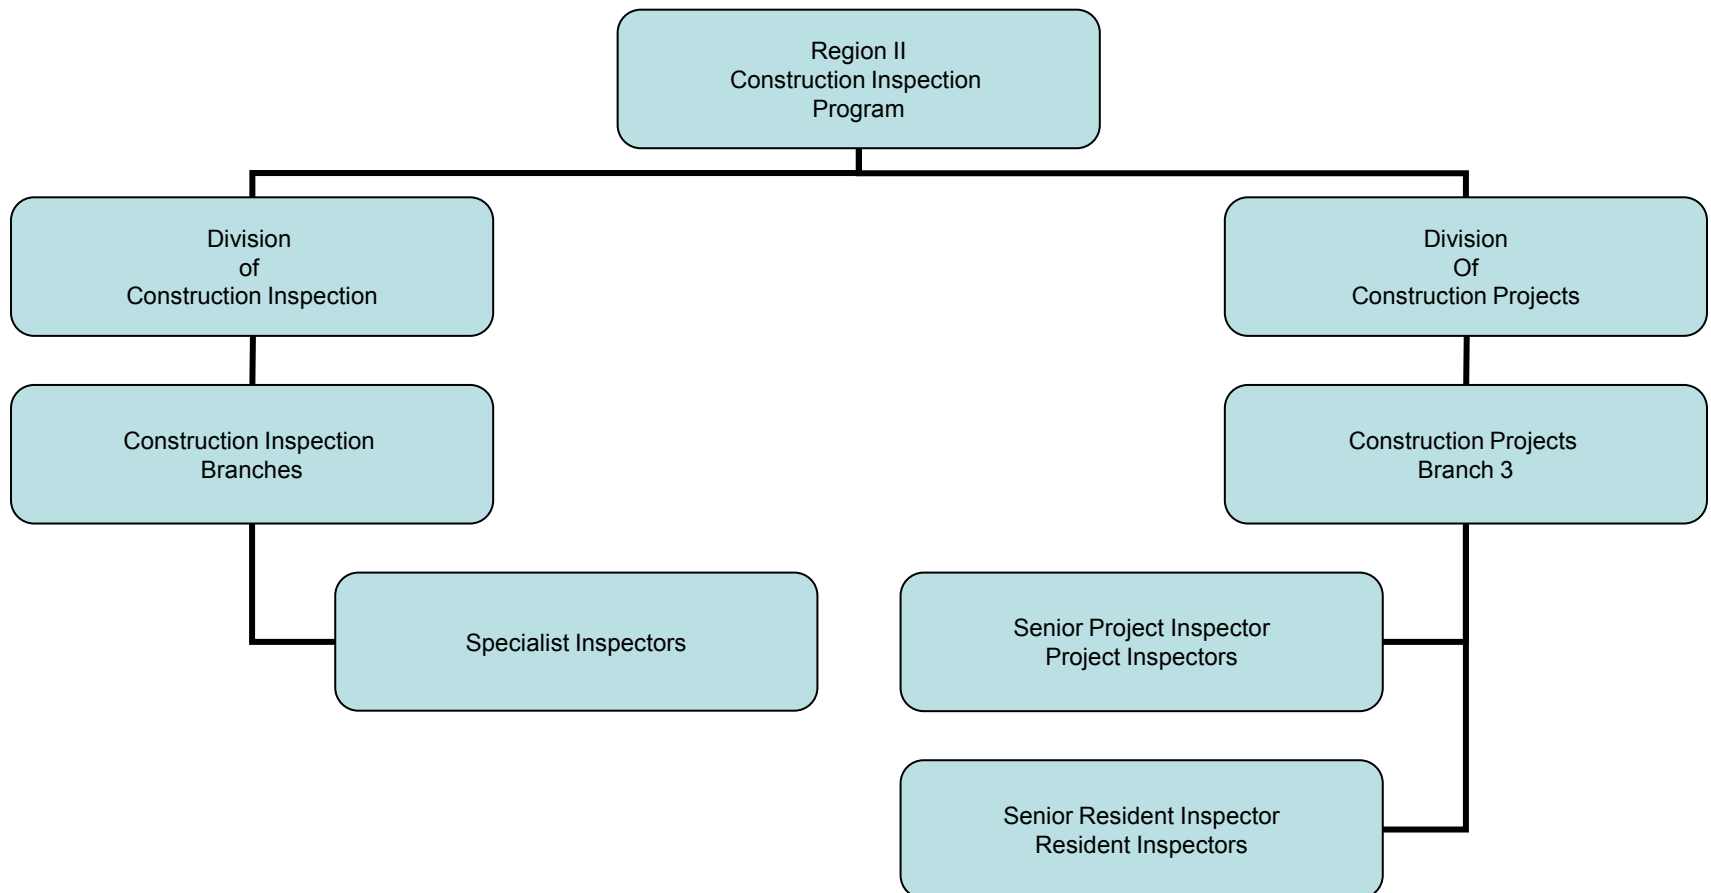 Region II
Construction Inspection
Program
Division
of
Construction Inspection
Division
Of
Construction Projects
Construction Inspection
Branches
Construction Projects
Branch 3
Specialist Inspectors
Senior Project Inspector
Project Inspectors
Senior Resident Inspector
Resident Inspectors